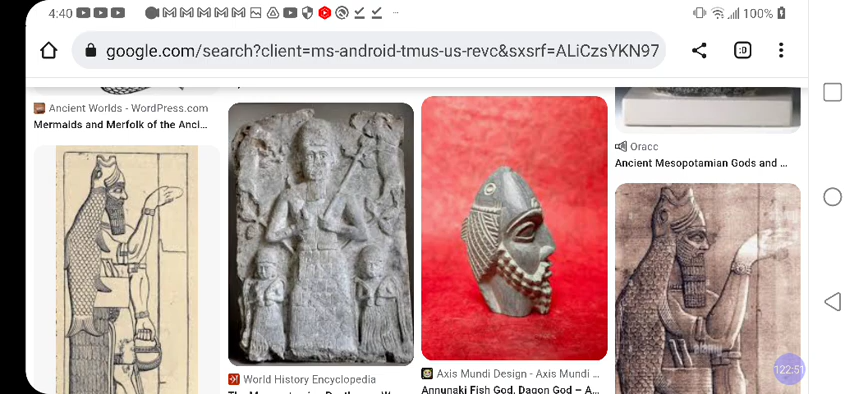 4:40
100%
google.com/search?client=ms-android-tmus-us-revc&sxsrf=ALiCzsYKN97
:D
Ancient Worlds - WordPress.com
Mermaids and Merfolk of the Anci...
World History Encyclopedia
Axis Mundi Design - Axis Mundi ...
Annunaki Fish God, Dagon God – A...
Oracc
Ancient Mesopotamian Gods and ...
122:51